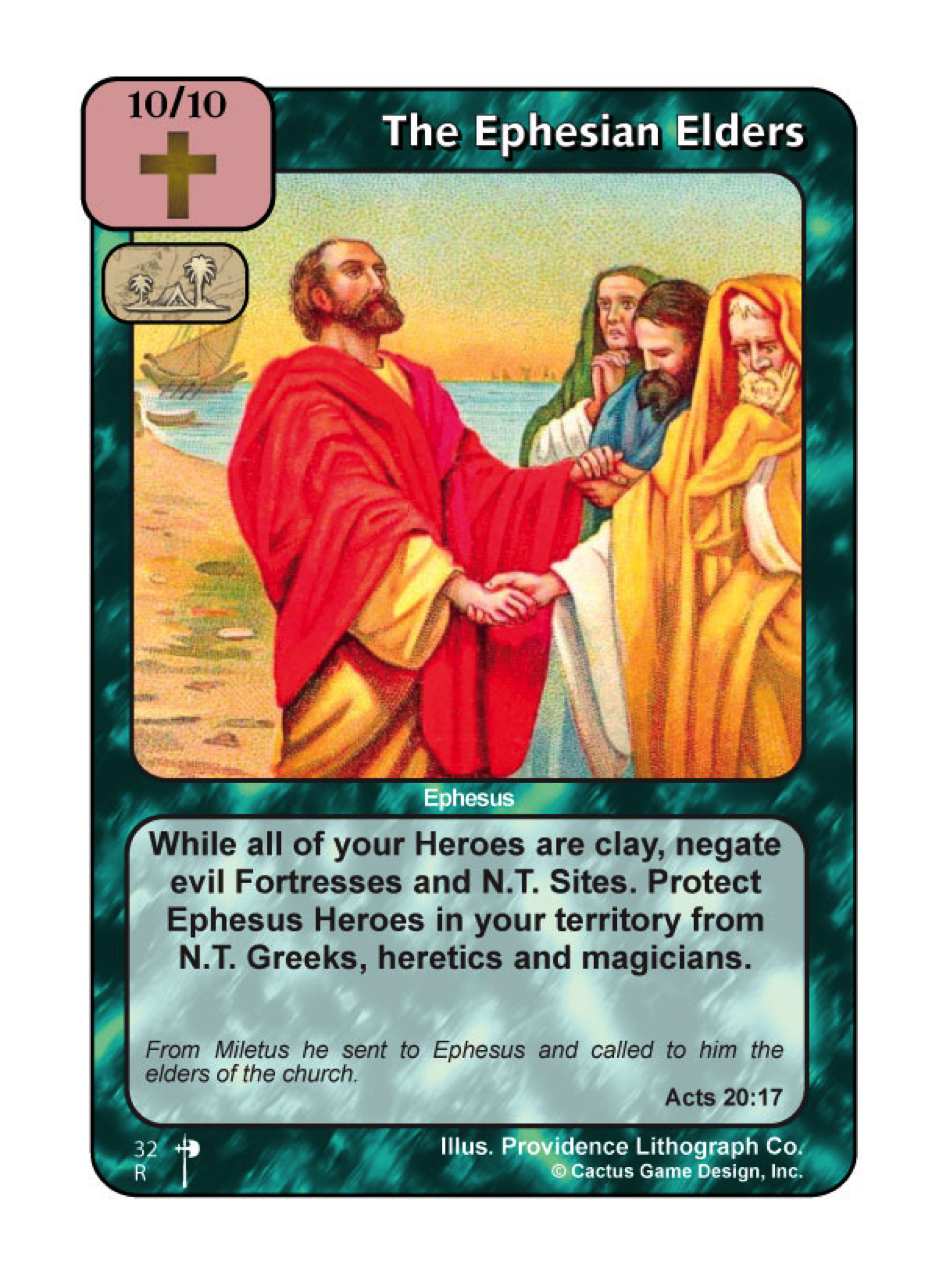 10/10
The Ephesian Elders
Ephesus
While all of your Heroes are clay, negate
evil Fortresses and N.T. Sites. Protect
Ephesus Heroes in your territory from
N.T. Greeks, heretics and magicians.
From Miletus he sent to Ephesus and called to him the
elders of the church.
Acts 20:17
32
R
Illus. Providence Lithograph Co.
© Cactus Game Design, Inc.